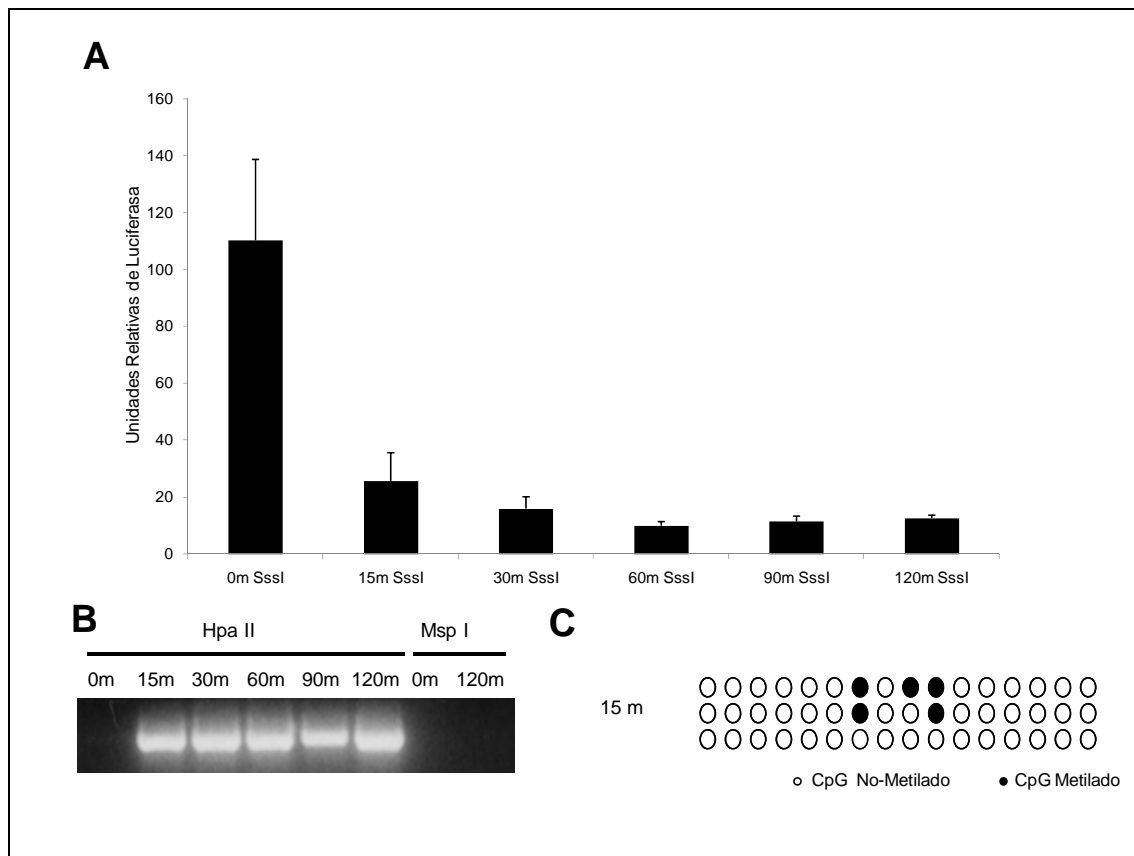 A
160
140
120
100
80
60
40
20
0
Unidades Relativas de Luciferasa
0m SssI 15m SssI 30m SssI 60m SssI 90m SssI 120m SssI
B
Hpa II Msp I
0m 15m 30m 60m 90m 120m 0m 120m
C
15 m
CpG No-Metilado CpG Metilado